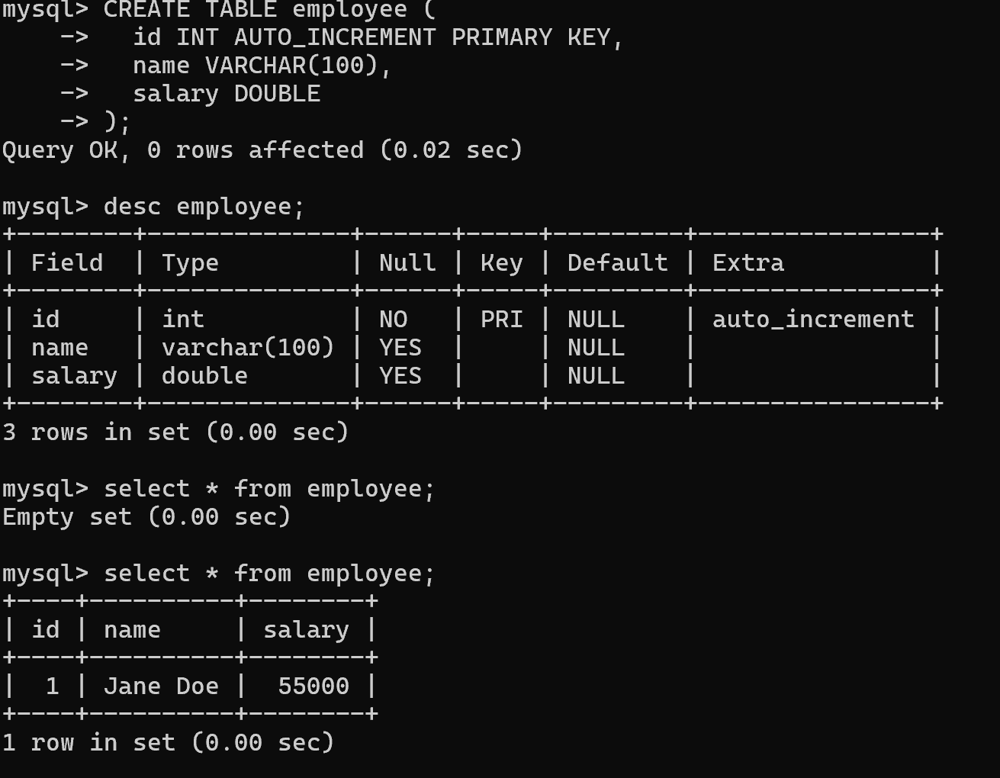 mysql> CREATE TABLE employee (
    ->   id INT AUTO_INCREMENT PRIMARY KEY,
    ->   name VARCHAR(100),
    ->   salary DOUBLE
    -> );
Query OK, 0 rows affected (0.02 sec)

mysql> desc employee;
+--------+--------------+------+-----+---------+----------------+
| Field  | Type         | Null | Key | Default | Extra          |
+--------+--------------+------+-----+---------+----------------+
| id     | int          | NO   | PRI | NULL    | auto_increment |
| name   | varchar(100) | YES  |     | NULL    |                |
| salary | double       | YES  |     | NULL    |                |
+--------+--------------+------+-----+---------+----------------+
3 rows in set (0.00 sec)

mysql> select * from employee;
Empty set (0.00 sec)

mysql> select * from employee;
+----+----------+--------+
| id | name     | salary |
+----+----------+--------+
|  1 | Jane Doe |  55000 |
+----+----------+--------+
1 row in set (0.00 sec)